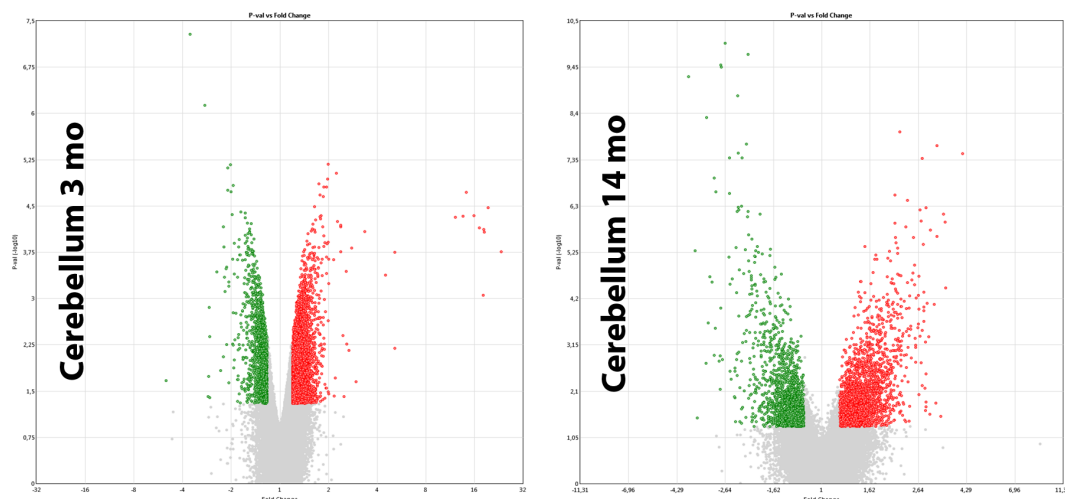 P-val vs Fold Change
7,5
6,75
6
5,25
4,5
3,75
3
2,25
1,5
0,75
0
P-val (-log10)
Cerebellum 3 mo
-32 -16 -8 -4 -2 1 2 4 8 16 32
Fold Change
P-val vs Fold Change
10,5
9,45
8,4
7,35
6,3
5,25
4,2
3,15
2,1
1,05
0
P-val (-log10)
Cerebellum 14 mo
-11,31 -6,96 -4,29 -2,64 -1,62 1 1,62 2,64 4,29 6,96 11,3
Fold Change